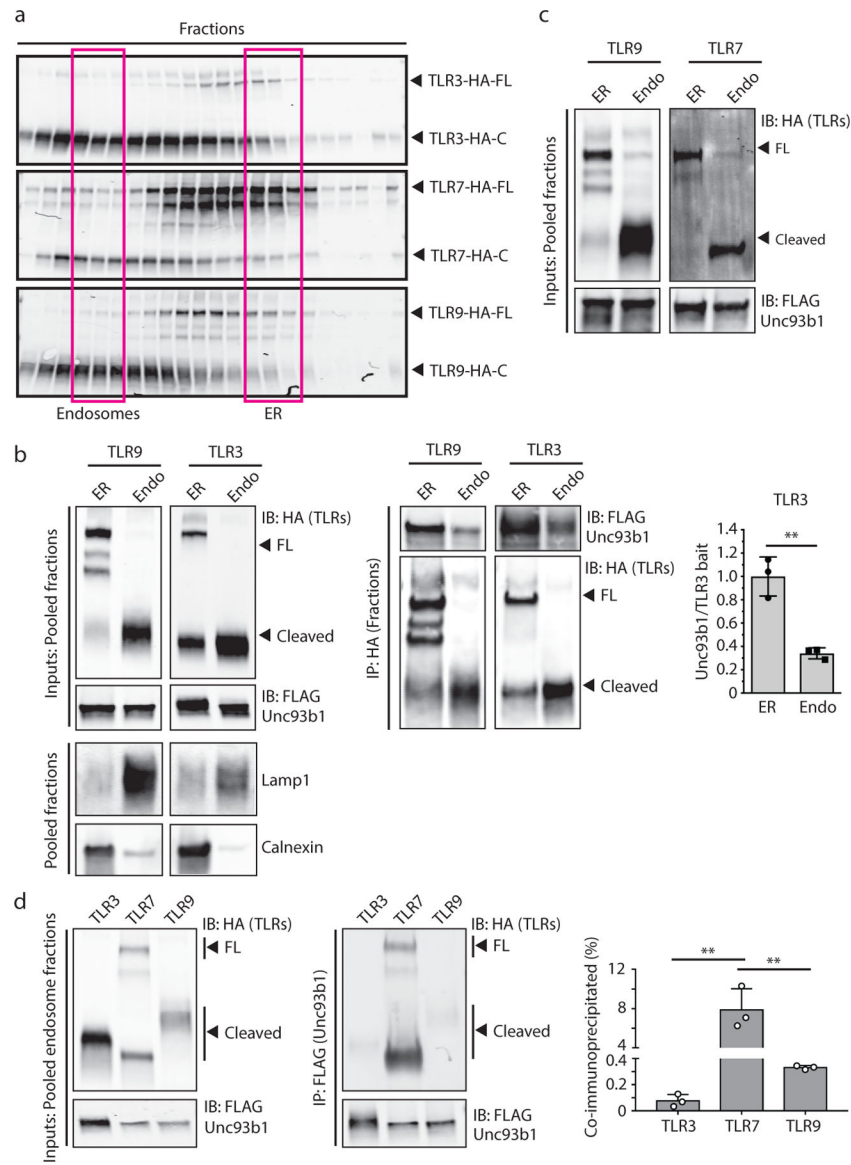 a
Fractions
TLR3-HA-FL
TLR3-HA-C
TLR7-HA-FL
TLR7-HA-C
TLR9-HA-FL
TLR9-HA-C
Endosomes
ER
c
TLR9
TLR7
ER
Endo
ER
Endo
IB: HA (TLRs)
FL
Cleaved
IB: FLAG
Unc93b1
Inputs: Pooled fractions
b
TLR9
TLR3
ER
Endo
ER
Endo
IB: HA (TLRs)
FL
Cleaved
IB: FLAG
Unc93b1
Inputs: Pooled fractions
Lamp1
Calnexin
Pooled fractions
TLR9
TLR3
ER
Endo
ER
Endo
IB: FLAG
Unc93b1
IB: HA (TLRs)
FL
Cleaved
IP: HA (Fractions)
TLR3
**
Unc93b1/TLR3 bait
1.4
1.2
1.0
0.8
0.6
0.4
0.2
0
ER
Endo
d
TLR3
TLR7
TLR9
IB: HA (TLRs)
FL
Cleaved
IB: FLAG
Unc93b1
Inputs: Pooled endosome fractions
TLR3
TLR7
TLR9
IB: HA (TLRs)
FL
Cleaved
IB: FLAG
Unc93b1
IP: FLAG (Unc93b1)
**
**
Co-immunoprecipitated (%)
12
8
4
0.4
0.2
0
TLR3
TLR7
TLR9